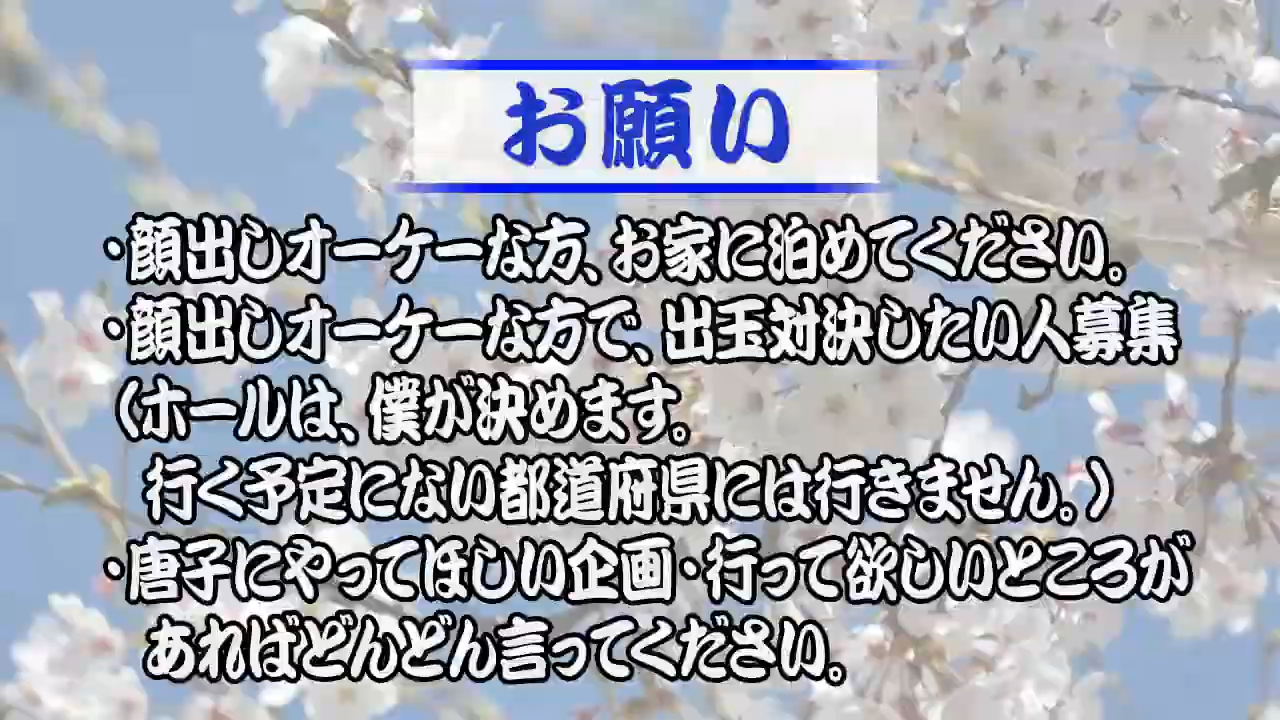 お願い
・顔出しオーケーな方、お家に泊めてください。
・顔出しオーケーな方で、出玉対決したい人募集
(ホールは、僕が決めます。
行く予定にない都道府県には行きません。)
・唐子にやってほしい企画・行って欲しいところが
あればどんどん言ってください。